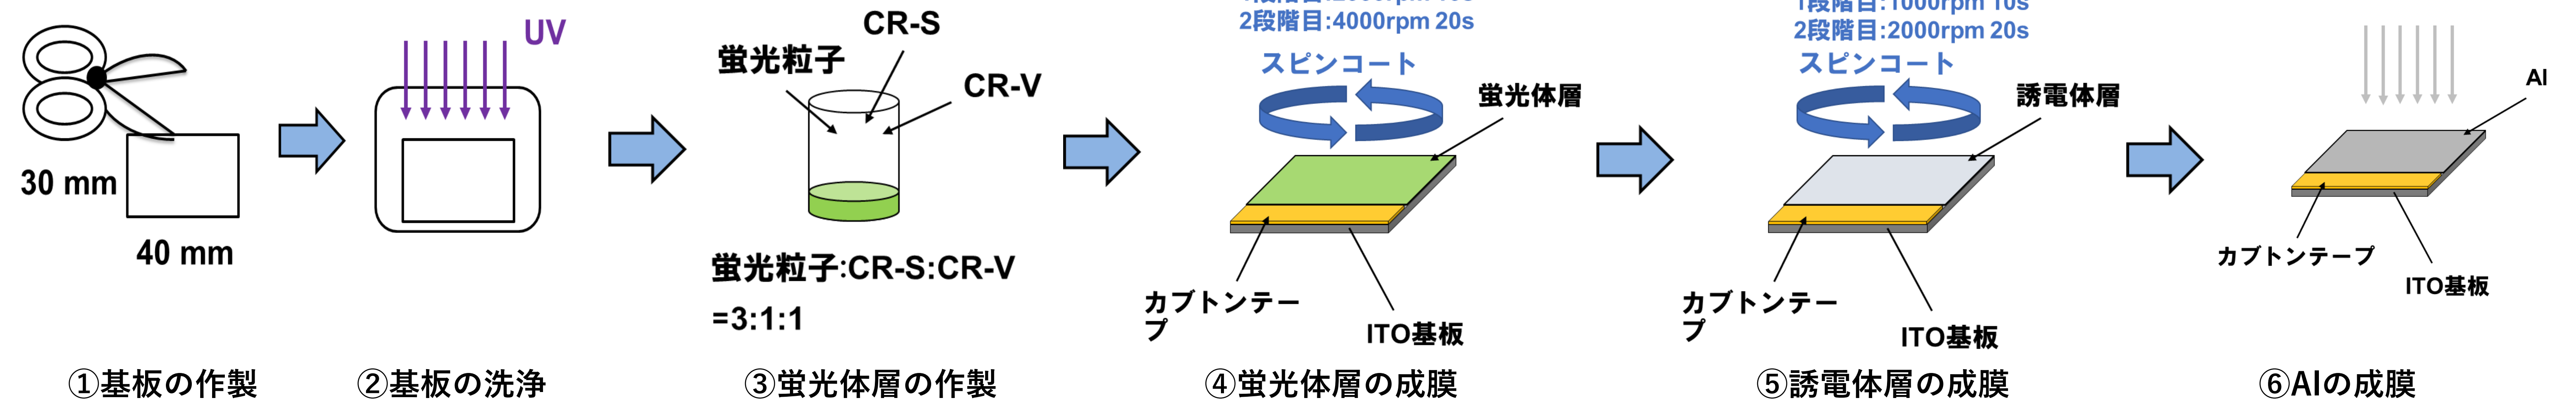 30 mm
40 mm
①基板の作製
UV
②基板の洗浄
CR-S
蛍光粒子
CR-V
蛍光粒子:CR-S:CR-V
=3:1:1
③蛍光体層の作製
2段階目:4000rpm 20s
スピンコート
蛍光体層
カプトンテー
プ
ITO基板
④蛍光体層の成膜
1段階目:1000rpm 10s
2段階目:2000rpm 20s
スピンコート
誘電体層
カプトンテー
プ
ITO基板
⑤誘電体層の成膜
Al
カプトンテープ
ITO基板
⑥Alの成膜